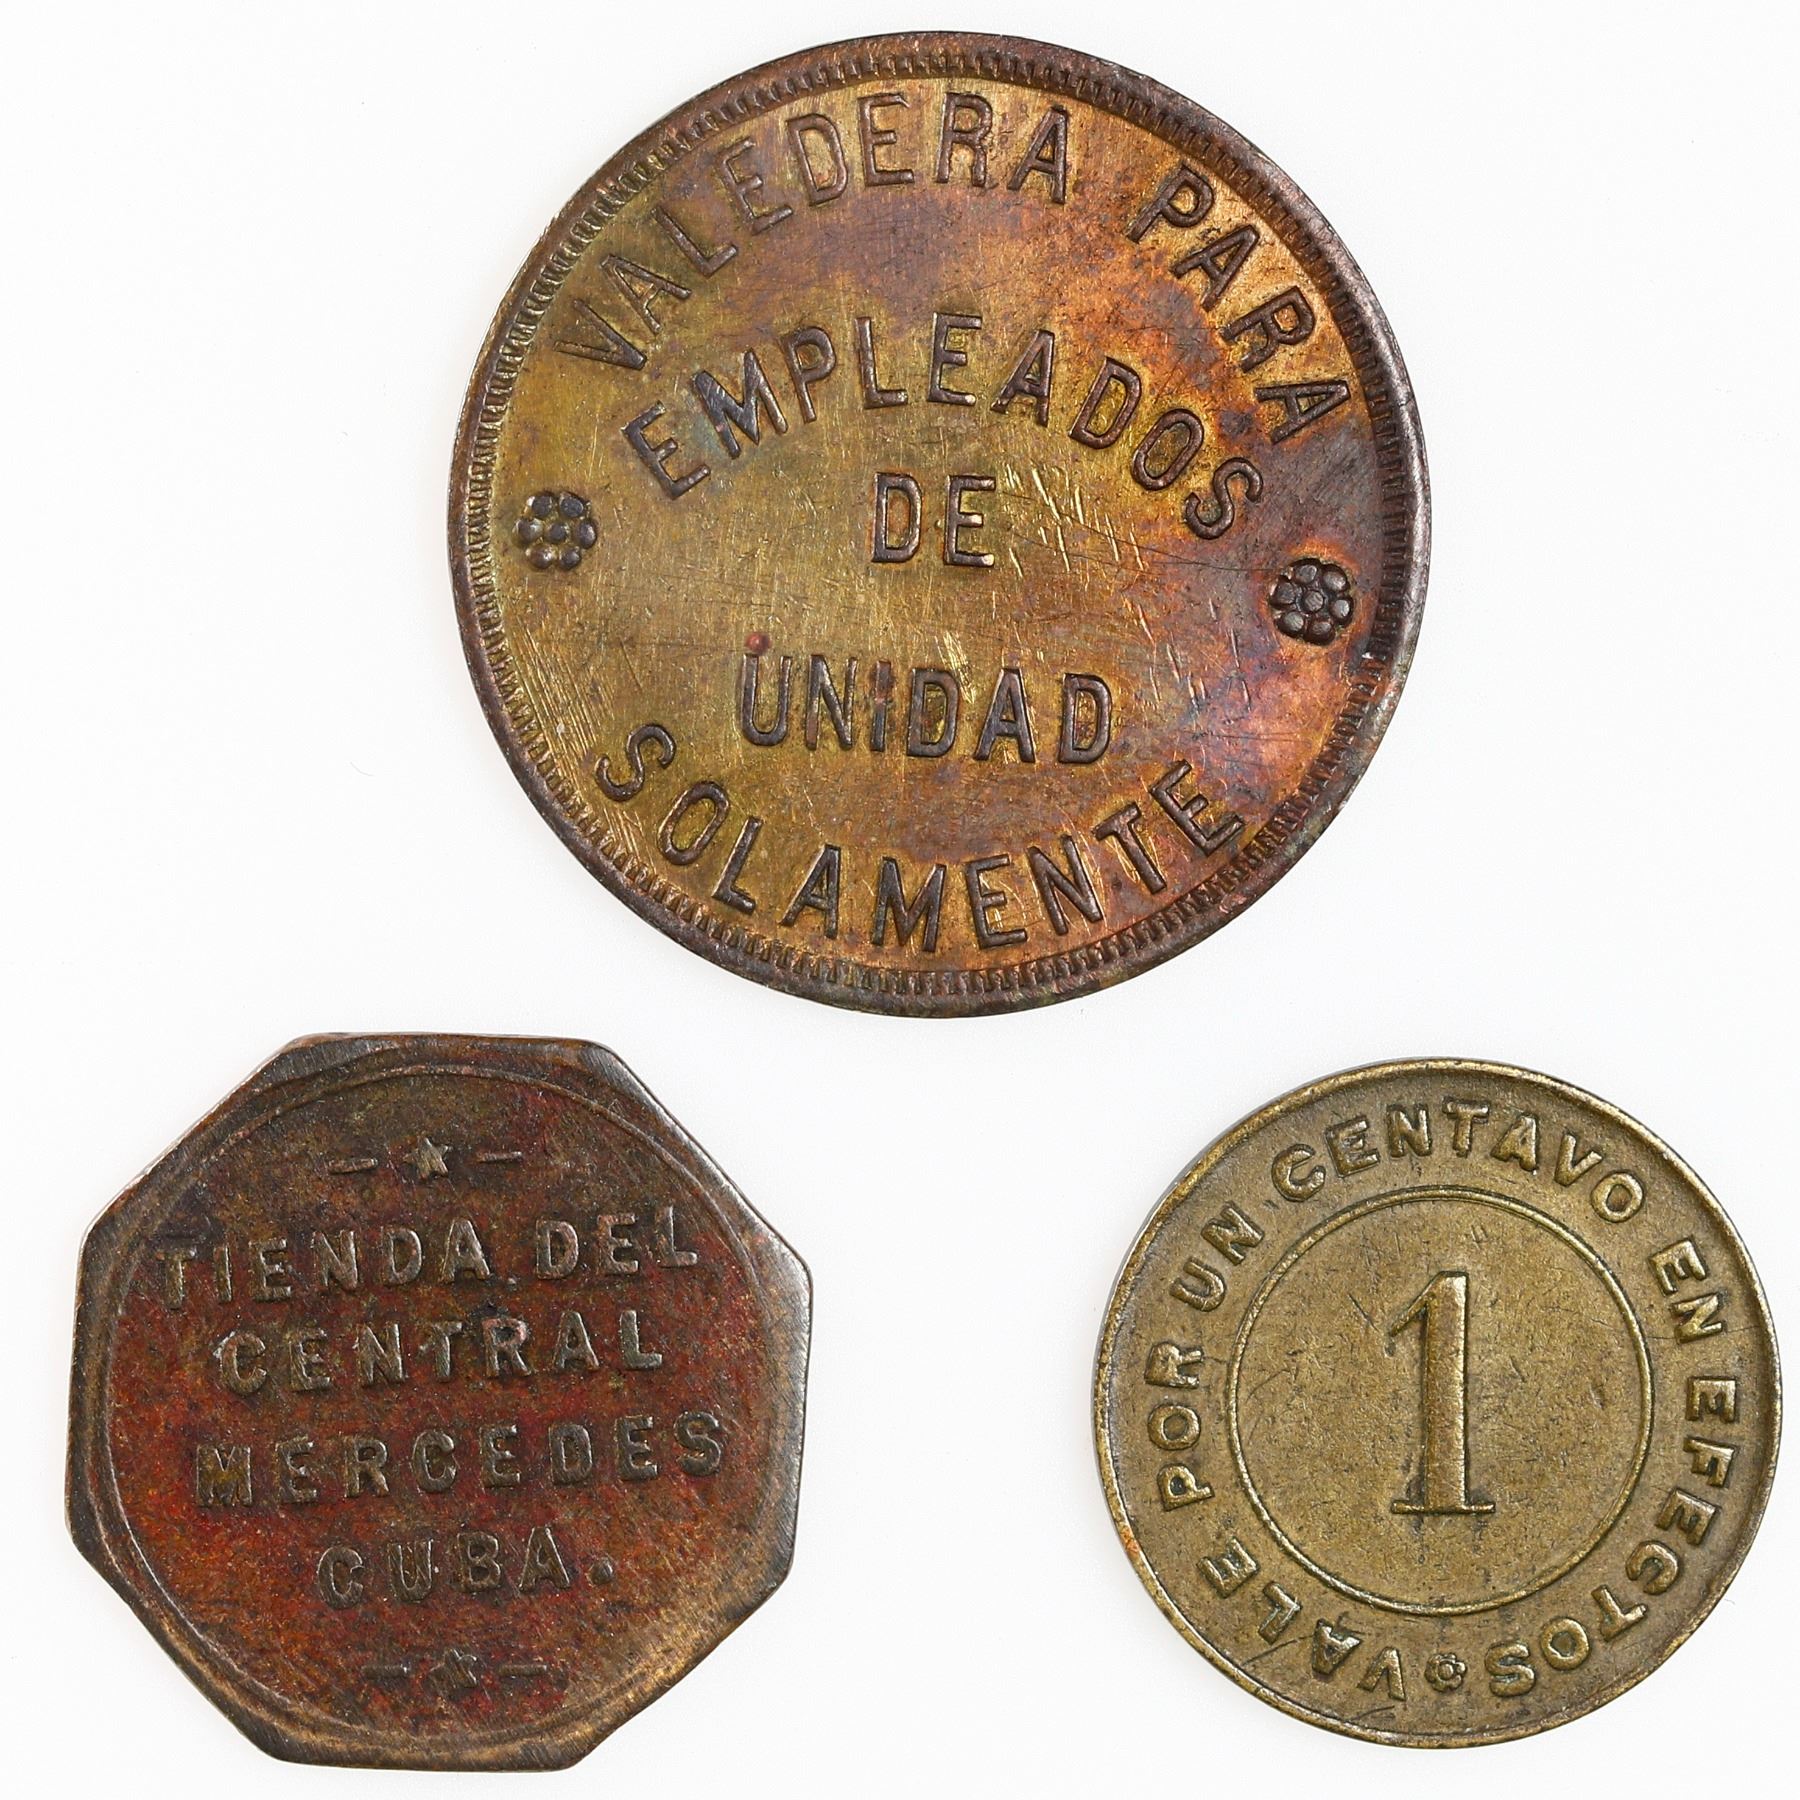 VALEDERA PARA
EMPLEADOS
DE
UNIDAD
SOLAMENTE
TIENDA DEL
CENTRAL
MERCEDES
CUBA.
VALE POR UN CENTAVO EN EFECTOS
1